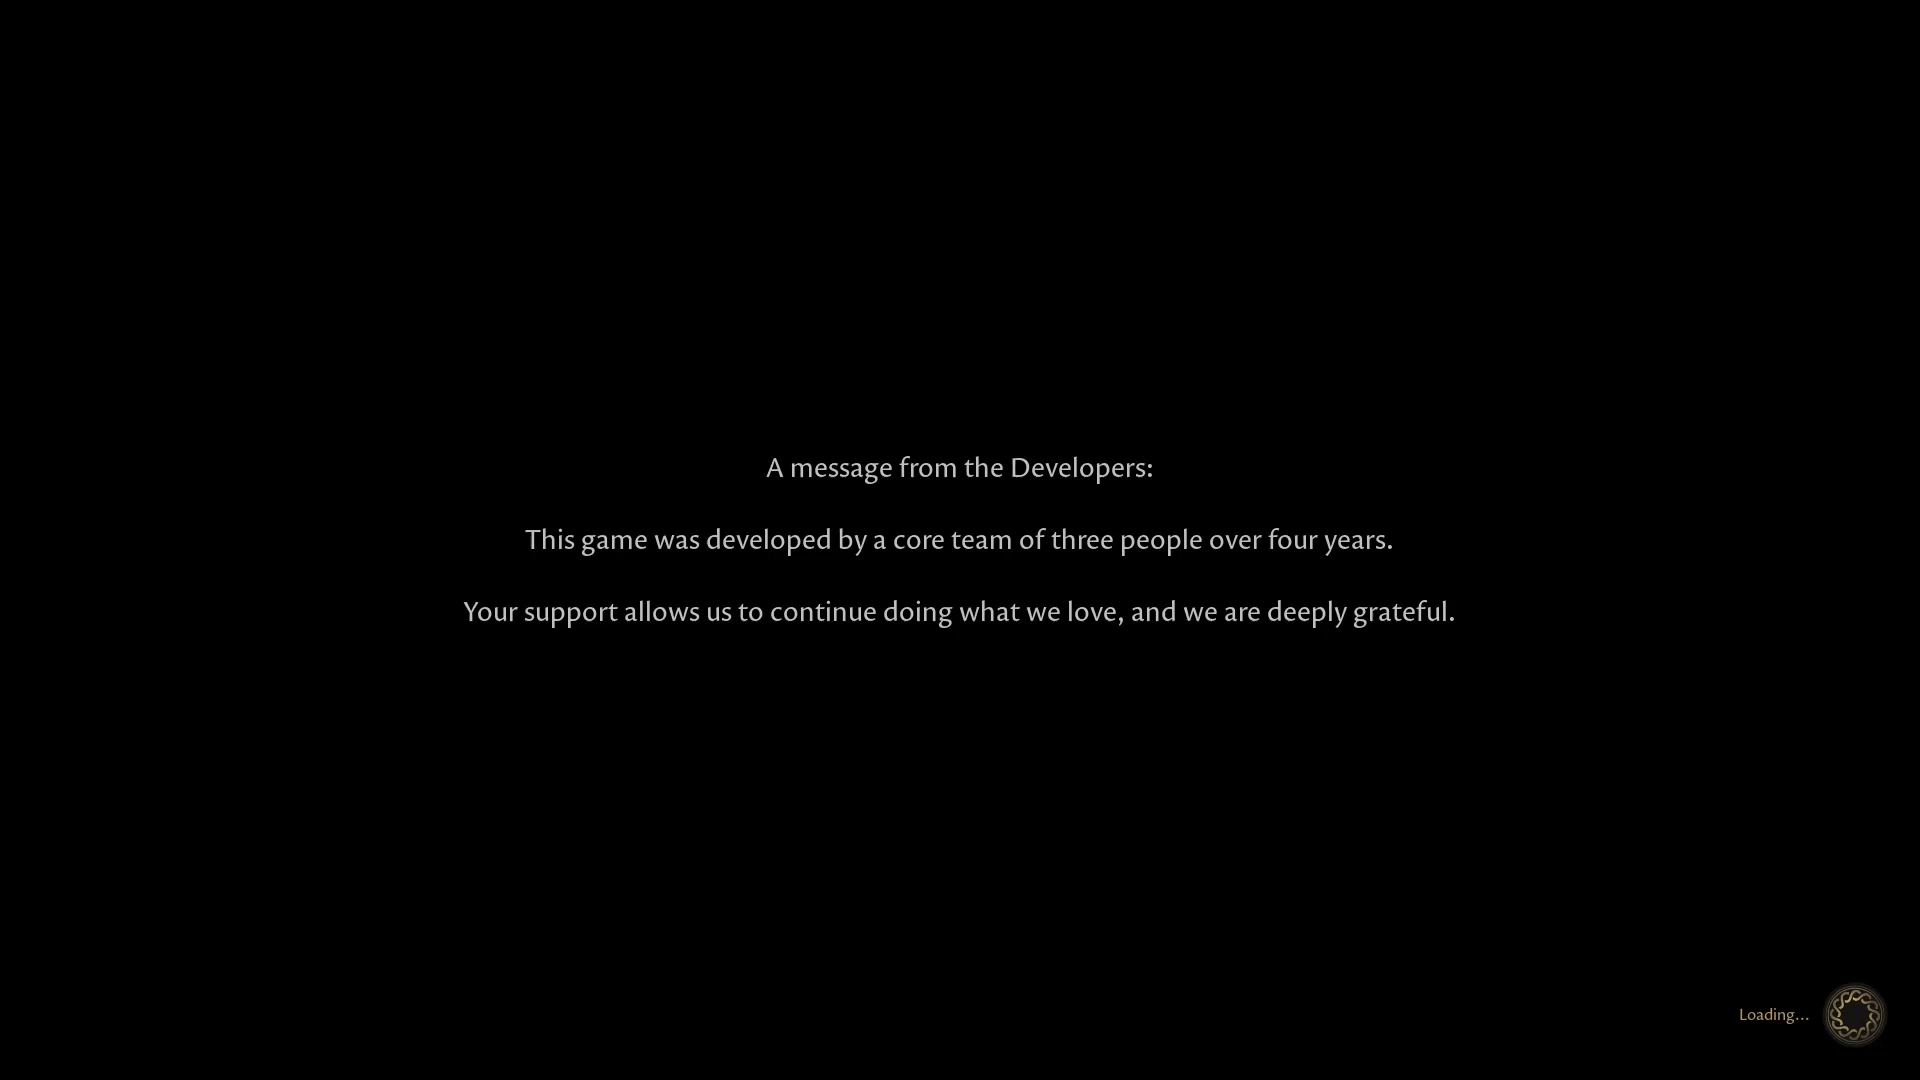 A message from the Developers:
This game was developed by a core team of three people over four years.
Your support allows us to continue doing what we love, and we are deeply grateful.
Loading...